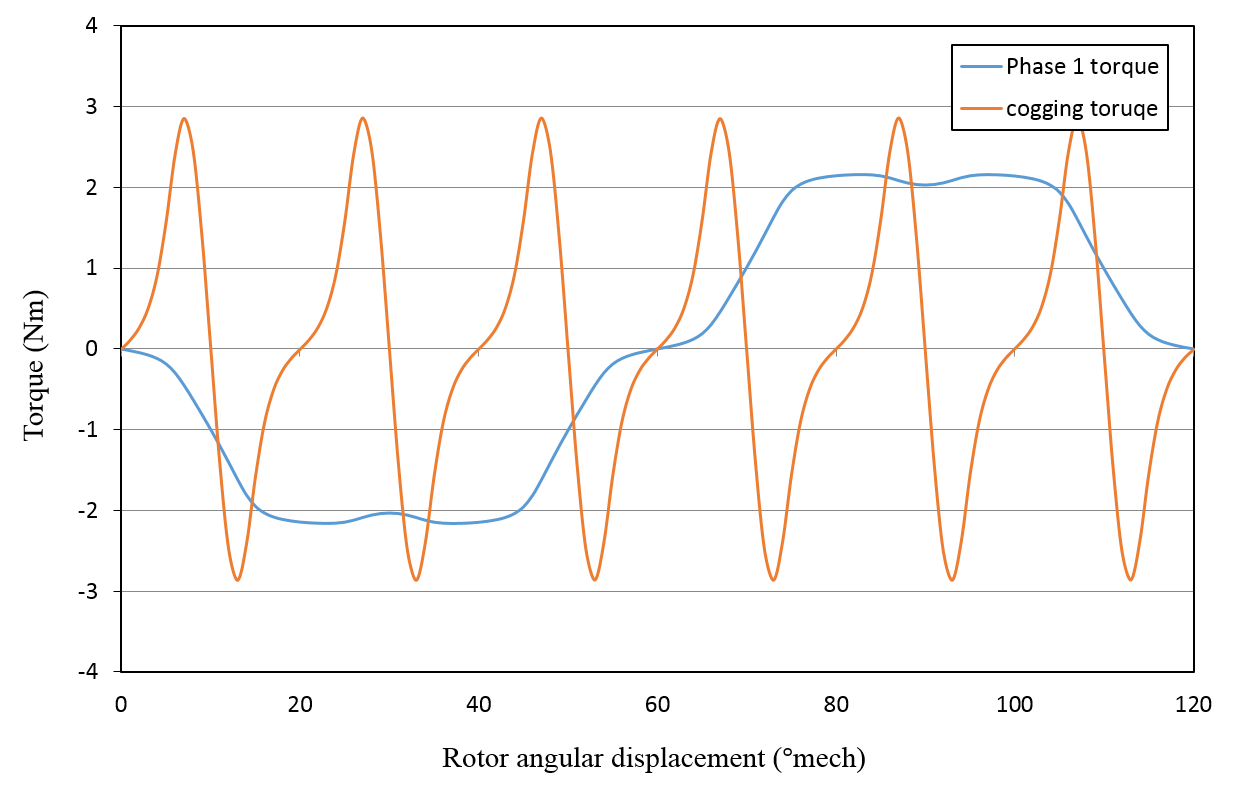 4
3
2
1
0
-1
-2
-3
-4
Torque (Nm)
Phase 1 torque
cogging toruqe
0 20 40 60 80 100 120
Rotor angular displacement (°mech)